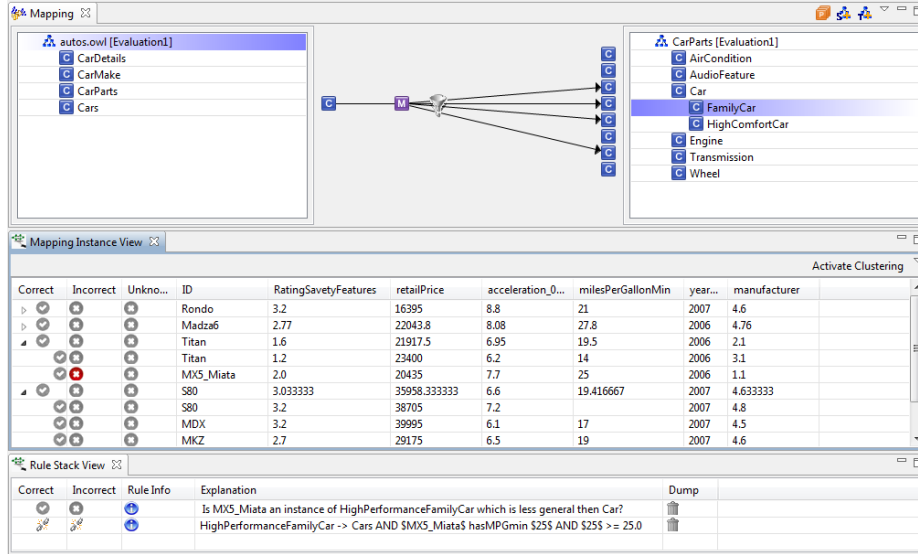 Mapping
autos.owl [Evaluation1]
C CarDetails
C CarMake
C CarParts
C Cars
C
M
C
C
C
C
C
C
C
C
CarParts [Evaluation1]
C AirCondition
C AudioFeature
C Car
C FamilyCar
C HighComfortCar
C Engine
C Transmission
C Wheel
Mapping Instance View
Activate Clustering
Correct Incorrect Unkno... ID RatingSavetyFeatures retailPrice acceleration_0... milesPerGallonMin year... manufacturer
Rondo 3.2 16395 8.8 21 2007 4.6
Madza6 2.77 22043.8 8.08 27.8 2006 4.76
Titan 1.6 21917.5 6.95 19.5 2006 2.1
Titan 1.2 23400 6.2 14 2006 3.1
MX5_Miata 2.0 20435 7.7 25 2006 1.1
S80 3.033333 35958.333333 6.6 19.416667 2007 4.633333
S80 3.2 38705 7.2 2007 4.8
MDX 3.2 39995 6.1 17 2007 4.5
MKZ 2.7 29175 6.5 19 2007 4.6
Rule Stack View
Correct Incorrect Rule Info Explanation Dump
Is MX5_Miata an instance of HighPerformanceFamilyCar which is less general then Car?
HighPerformanceFamilyCar -> Cars AND $MX5_Miata$ hasMPGmin $25$ AND $25$ >= 25.0